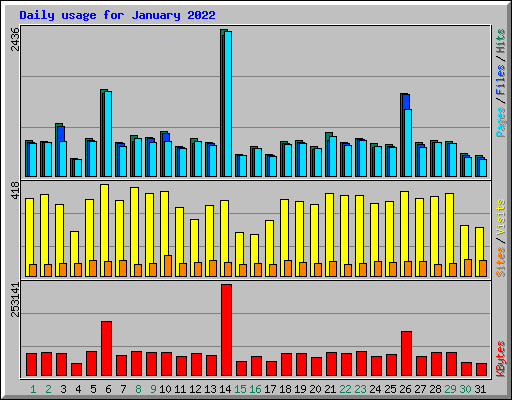 Daily usage for January 2022
2436
418
253141
Pages / Files / Hits
Sites / Visits
KBytes
1 2 3 4 5 6 7 8 9 10 11 12 13 14 15 16 17 18 19 20 21 22 23 24 25 26 27 28 29 30 31